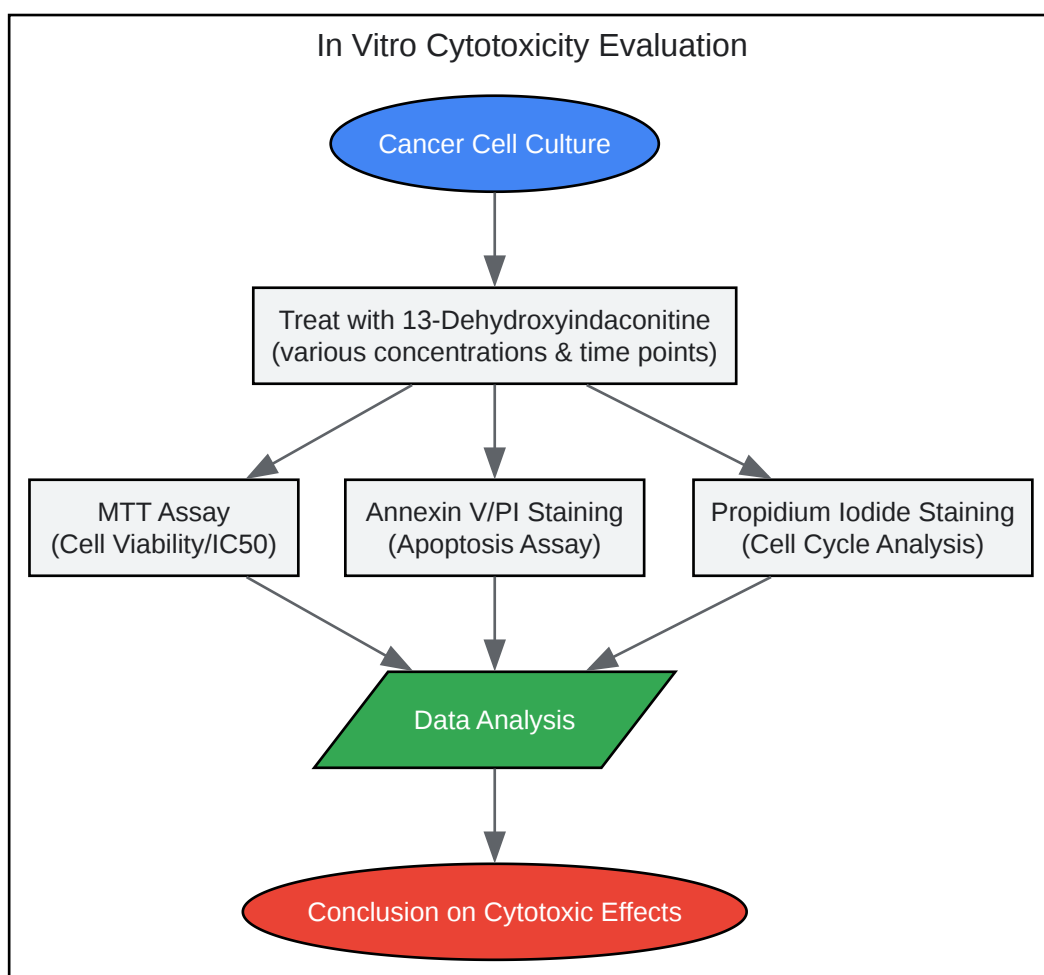 In Vitro Cytotoxicity Evaluation
Cancer Cell Culture
Treat with 13-Dehydroxyindaconitine
(various concentrations & time points)
MTT Assay
(Cell Viability/IC50)
Annexin V/PI Staining
(Apoptosis Assay)
Propidium Iodide Staining
(Cell Cycle Analysis)
Data Analysis
Conclusion on Cytotoxic Effects